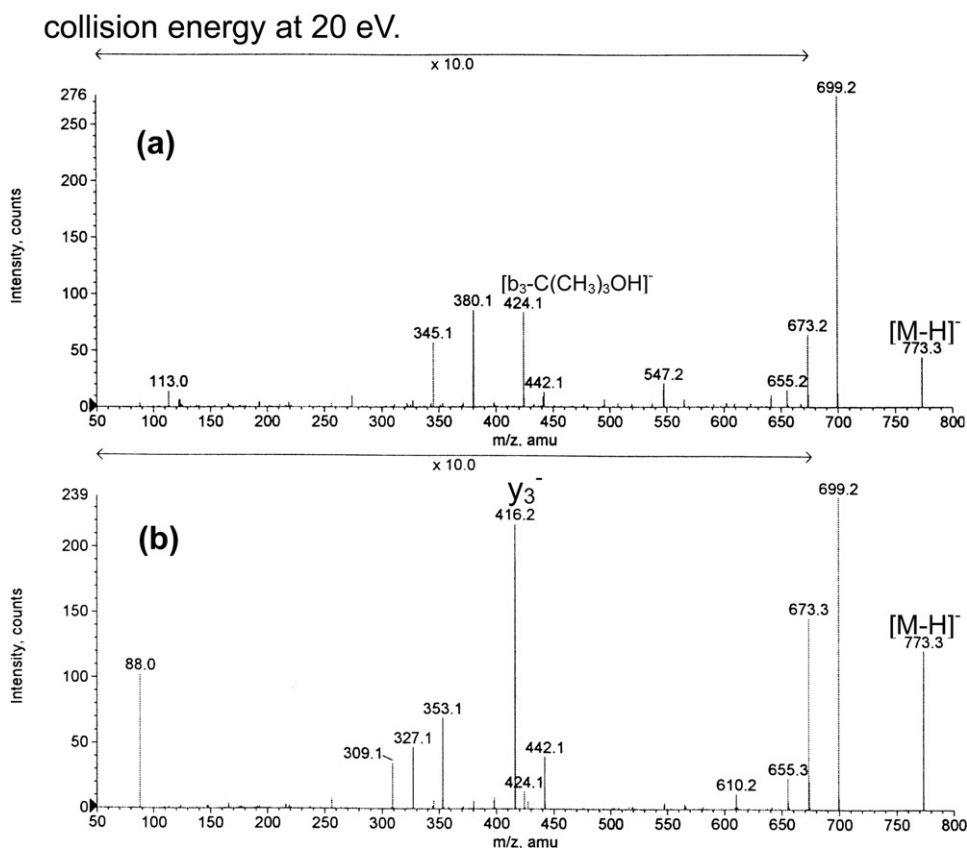 collision energy at 20 eV.
x 10.0
276
250
200
150
100
50
0
Intensity, counts
(a)
699.2
[b3-C(CH3)3OH]-
380.1
424.1
345.1
673.2
[M-H]-
773.3
113.0
442.1
547.2
655.2
50 100 150 200 250 300 350 400 450 500 550 600 650 700 750 800
m/z, amu
x 10.0
239
200
150
100
50
0
Intensity, counts
(b)
y3-
416.2
699.2
673.3
[M-H]-
773.3
88.0
353.1
327.1
309.1
442.1
424.1
610.2
655.3
50 100 150 200 250 300 350 400 450 500 550 600 650 700 750 800
m/z, amu